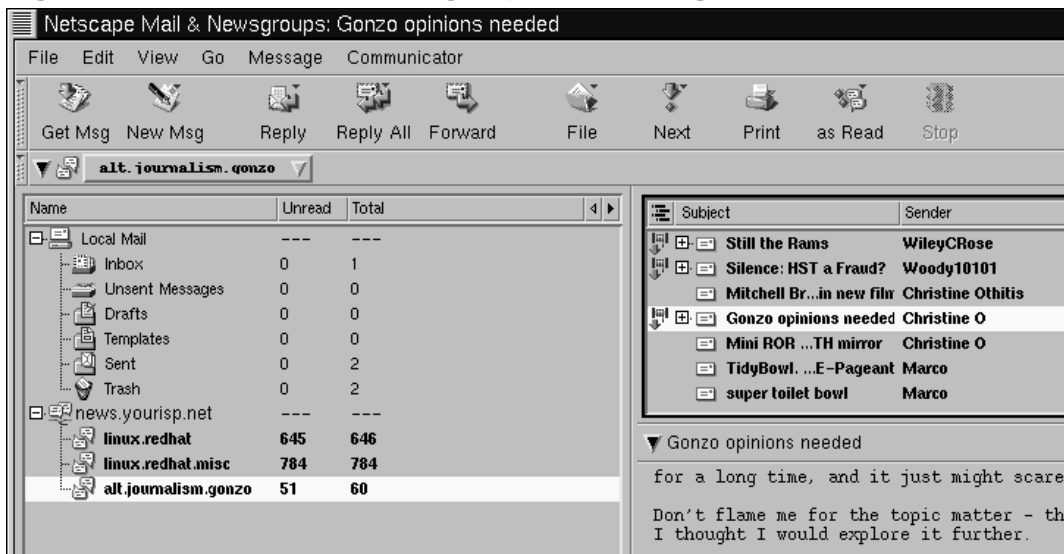 Netscape Mail & Newsgroups: Gonzo opinions needed
File Edit View Go Message Communicator
Get Msg New Msg Reply Reply All Forward File Next Print as Read Stop
alt.journalism.gonzo
Name Unread Total
Local Mail --- ---
Inbox 0 1
Unsent Messages 0 0
Drafts 0 0
Templates 0 0
Sent 0 2
Trash 0 2
news.yourisp.net --- ---
linux.redhat 645 646
linux.redhat.misc 784 784
alt.journalism.gonzo 51 60
Subject Sender
Still the Rams WileyCRose
Silence: HST a Fraud? Woody10101
Mitchell Br...in new film Christine Othitis
Gonzo opinions needed Christine O
Mini ROR ...TH mirror Christine O
TidyBowl. ...E-Pageant Marco
super toilet bowl Marco
Gonzo opinions needed
for a long time, and it just might scare
Don't flame me for the topic matter - th
I thought I would explore it further.